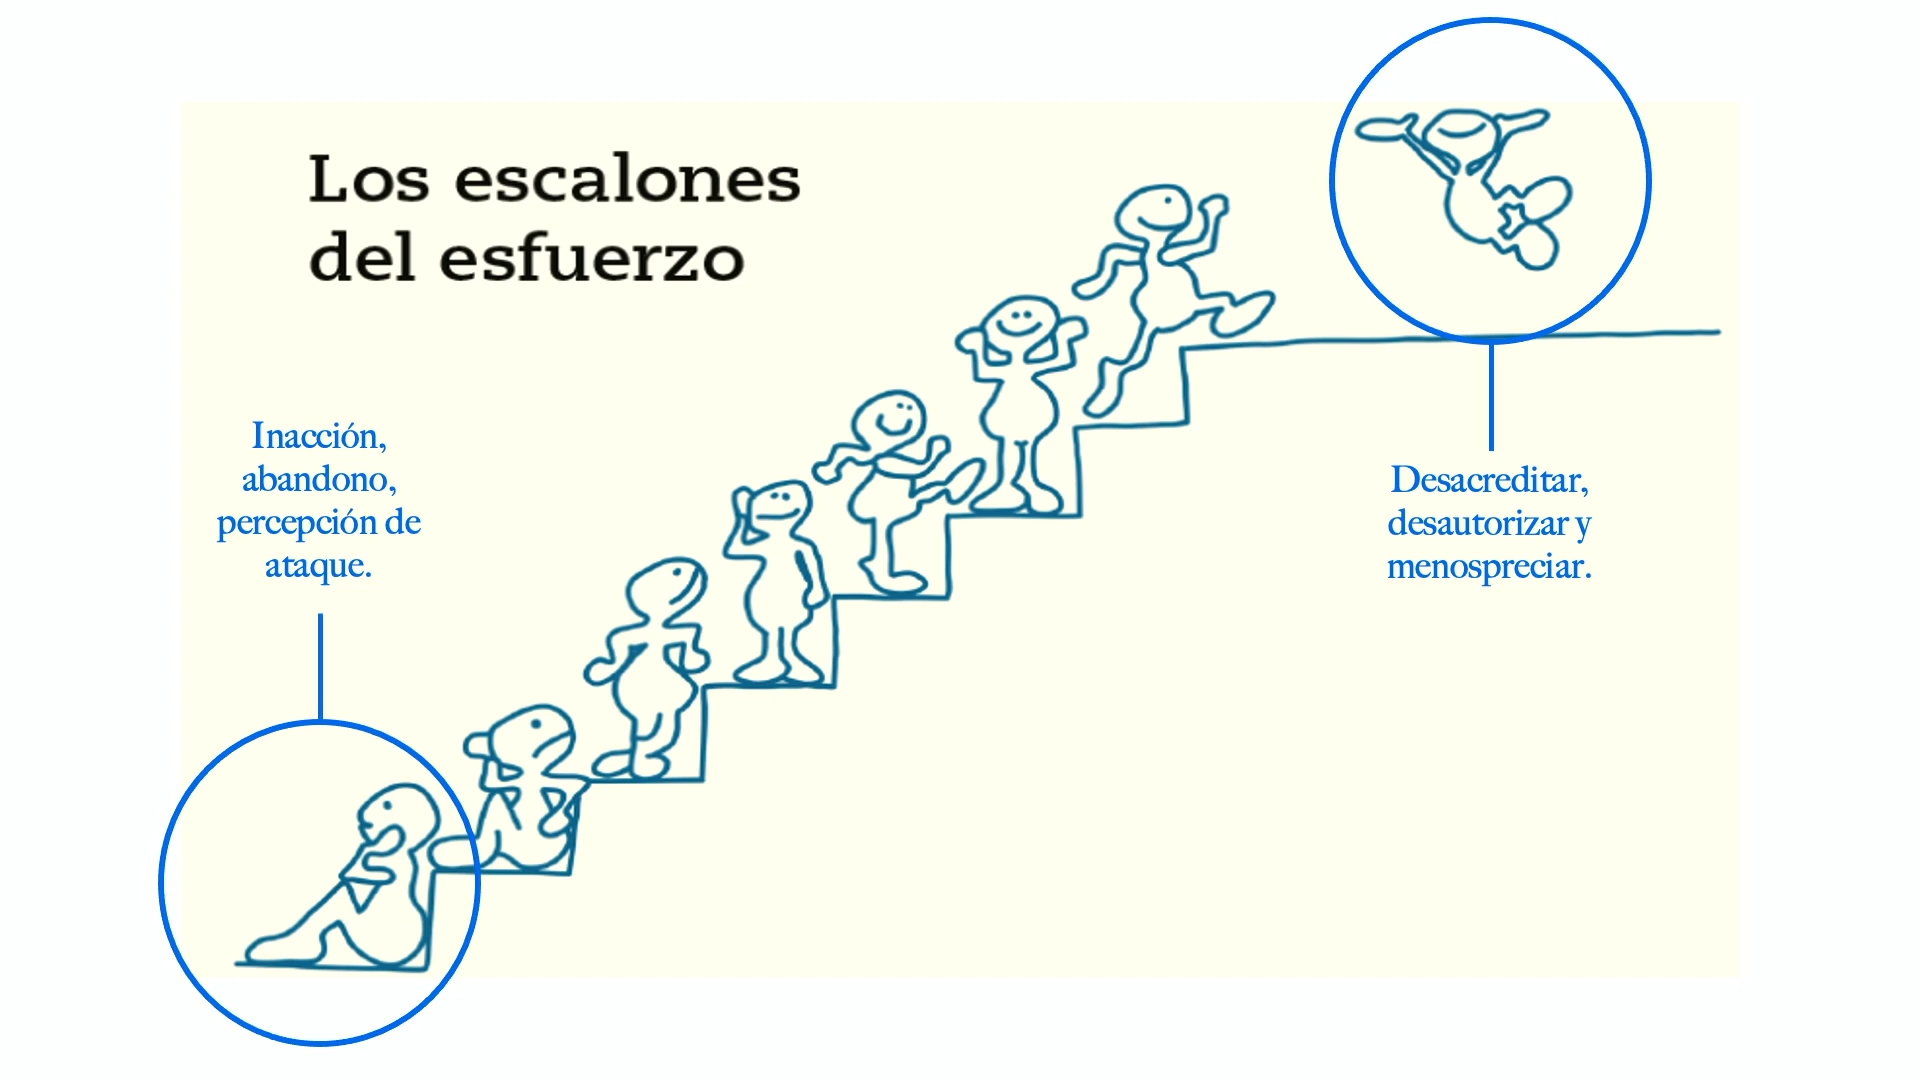 Los escalones
del esfuerzo
Inacción,
abandono,
percepción de
ataque.
Desacreditar,
desautorizar y
menospreciar.